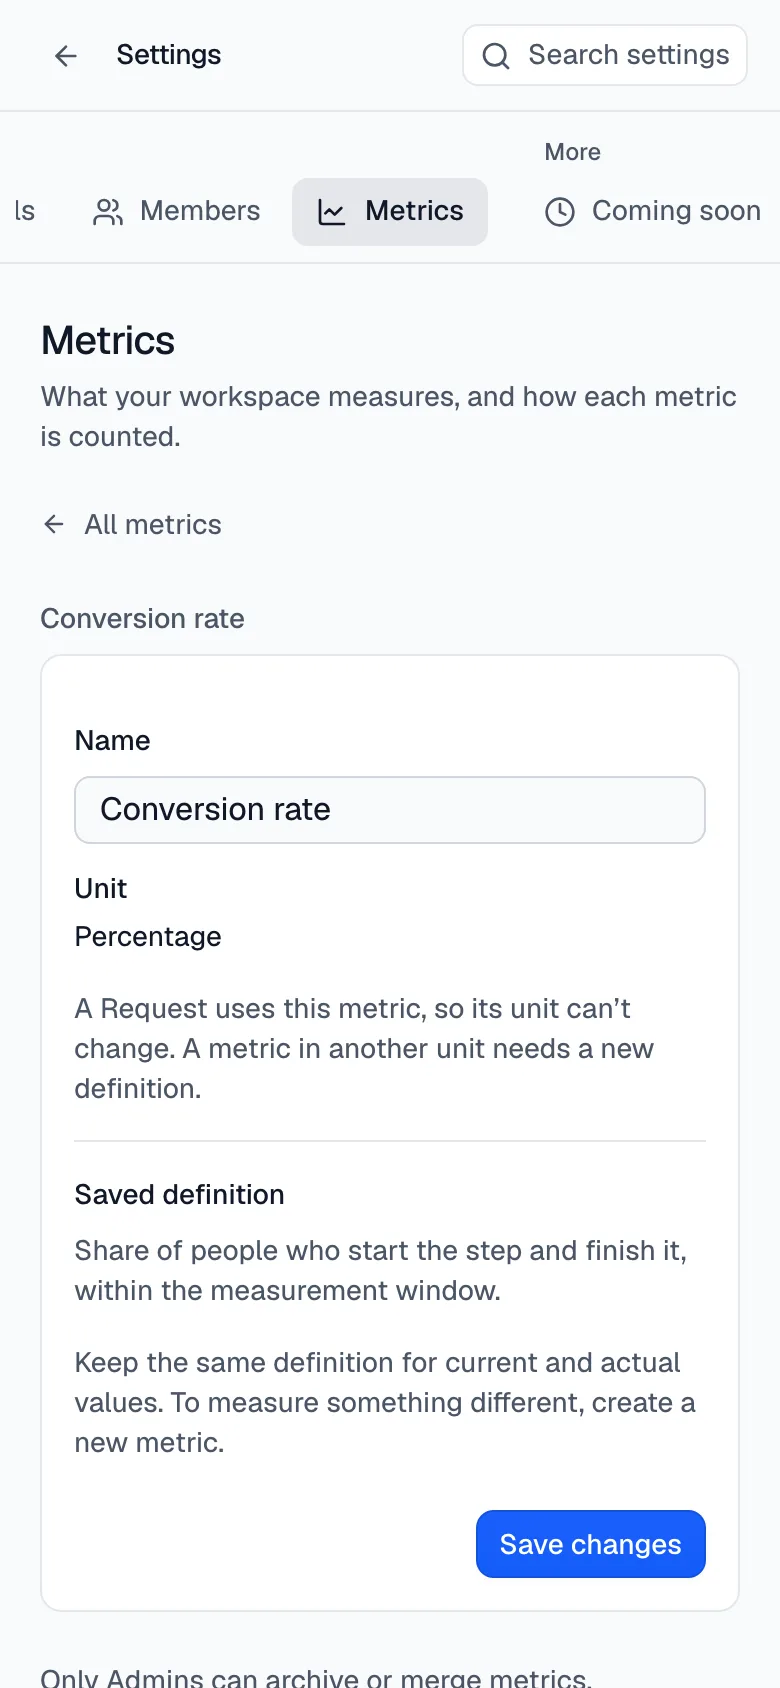 Settings
Search settings
More
ls
Members
Metrics
Coming soon
Metrics
What your workspace measures, and how each metric
is counted.
All metrics
Conversion rate
Name
Conversion rate
Unit
Percentage
A Request uses this metric, so its unit can’t
change. A metric in another unit needs a new
definition.
Saved definition
Share of people who start the step and finish it,
within the measurement window.
Keep the same definition for current and actual
values. To measure something different, create a
new metric.
Save changes
Only Admins can archive or merge metrics.